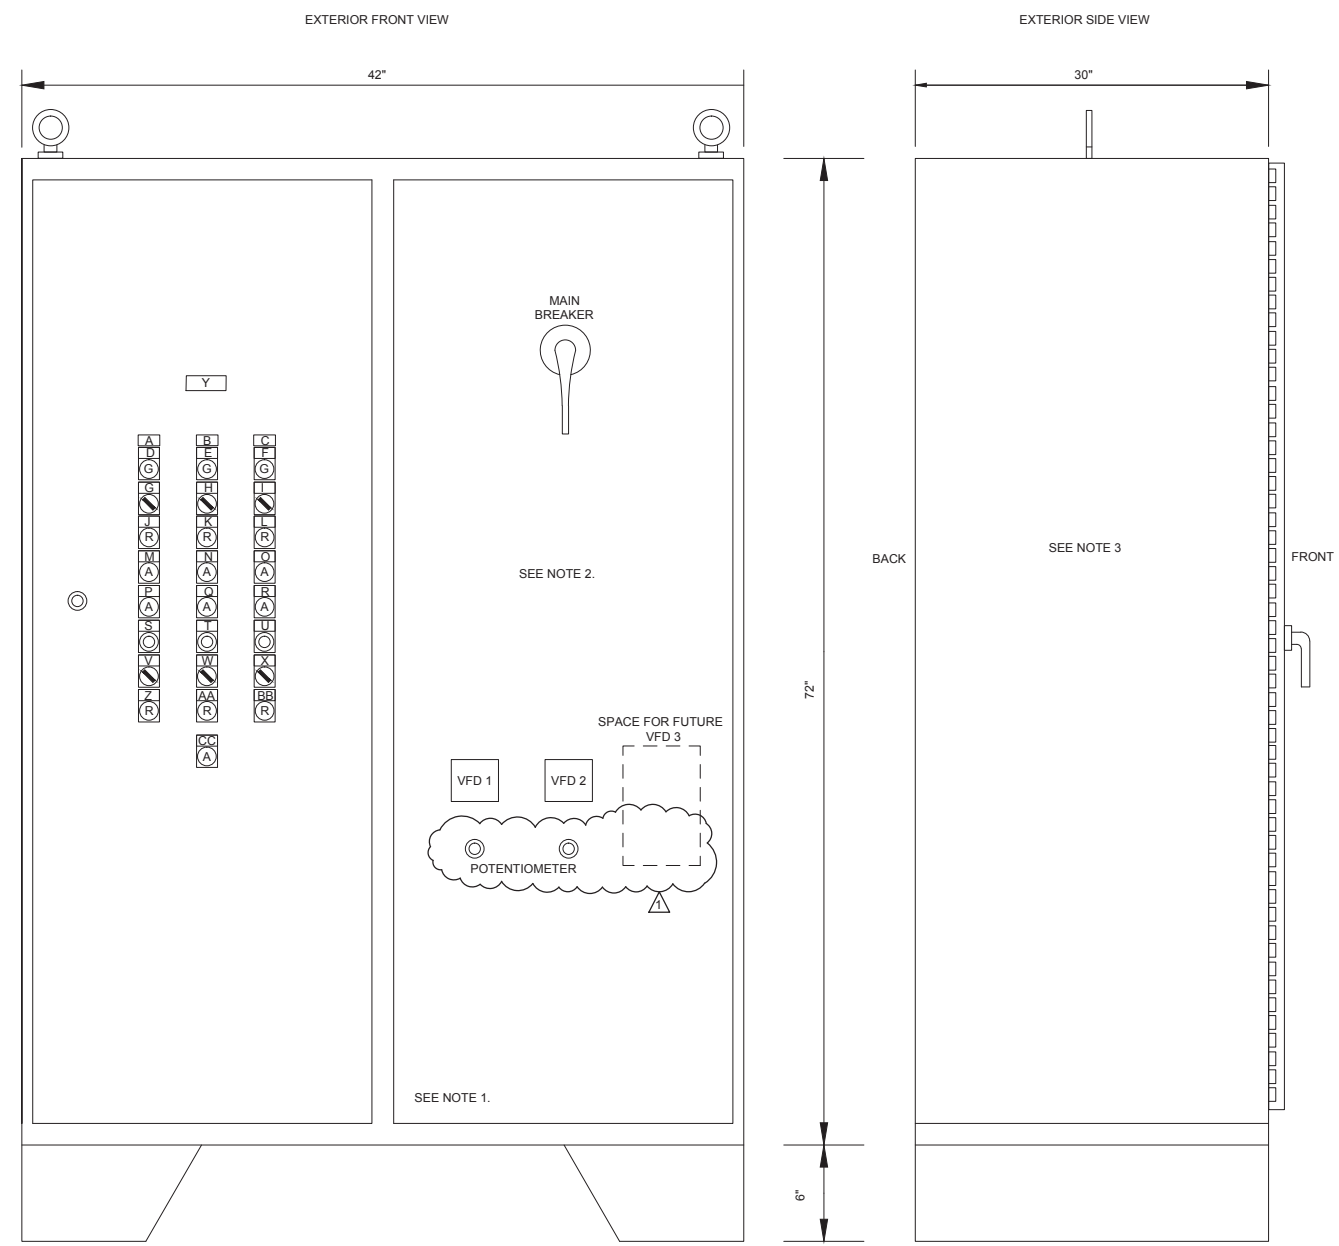 EXTERIOR FRONT VIEW
EXTERIOR SIDE VIEW
42"
30"
MAIN
BREAKER
Y
A B C
D E F
G G G
G H I
J K L
R R R
M N O
A A A
P Q R
A A A
S T U
V W X
Z AA BB
R R R
CC
A
SEE NOTE 2.
SPACE FOR FUTURE
VFD 3
VFD 1
VFD 2
POTENTIOMETER
1
SEE NOTE 1.
72"
6"
BACK
SEE NOTE 3
FRONT